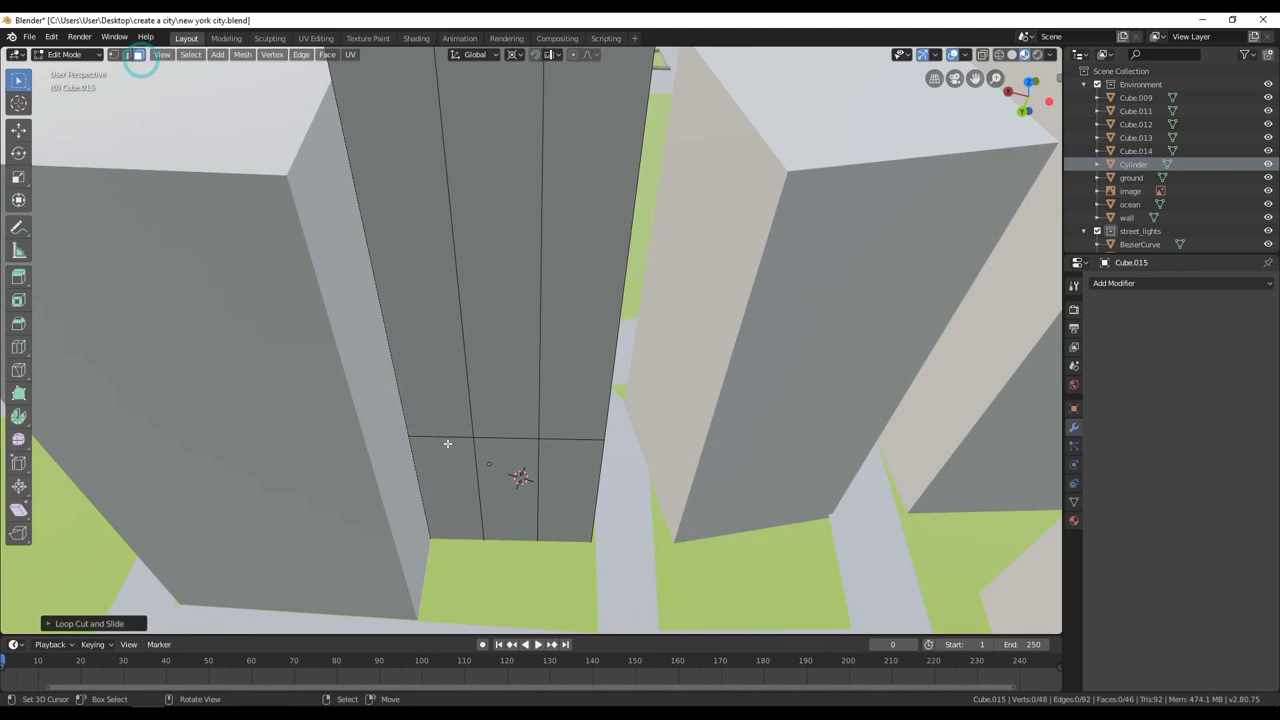 Blender* [C:\Users\User\Desktop\create a city\new york city.blend]
File Edit Render Window Help
Layout Modeling Sculpting UV Editing Texture Paint Shading Animation Rendering Compositing Scripting +
Scene
View Layer
Edit Mode
View Select Add Mesh Vertex Edge Face UV
Global
User Perspective
(0) Cube.015
X
Y
Z
Scene Collection
Environment
Cube.009
Cube.011
Cube.012
Cube.013
Cube.014
Cylinder
ground
image
ocean
wall
street_lights
BezierCurve
Cube.015
Add Modifier
Loop Cut and Slide
Playback Keying View Marker
0
Start: 1
End: 250
10 20 30 40 50 60 70 80 90 100 110 120 130 140 150 160 170 180 190 200 210 220 230 240
Set 3D Cursor
Box Select
Rotate View
Select
Move
Cube.015 | Verts:0/48 | Edges:0/92 | Faces:0/46 | Tris:92 | Mem: 474.1 MB | v2.80.75